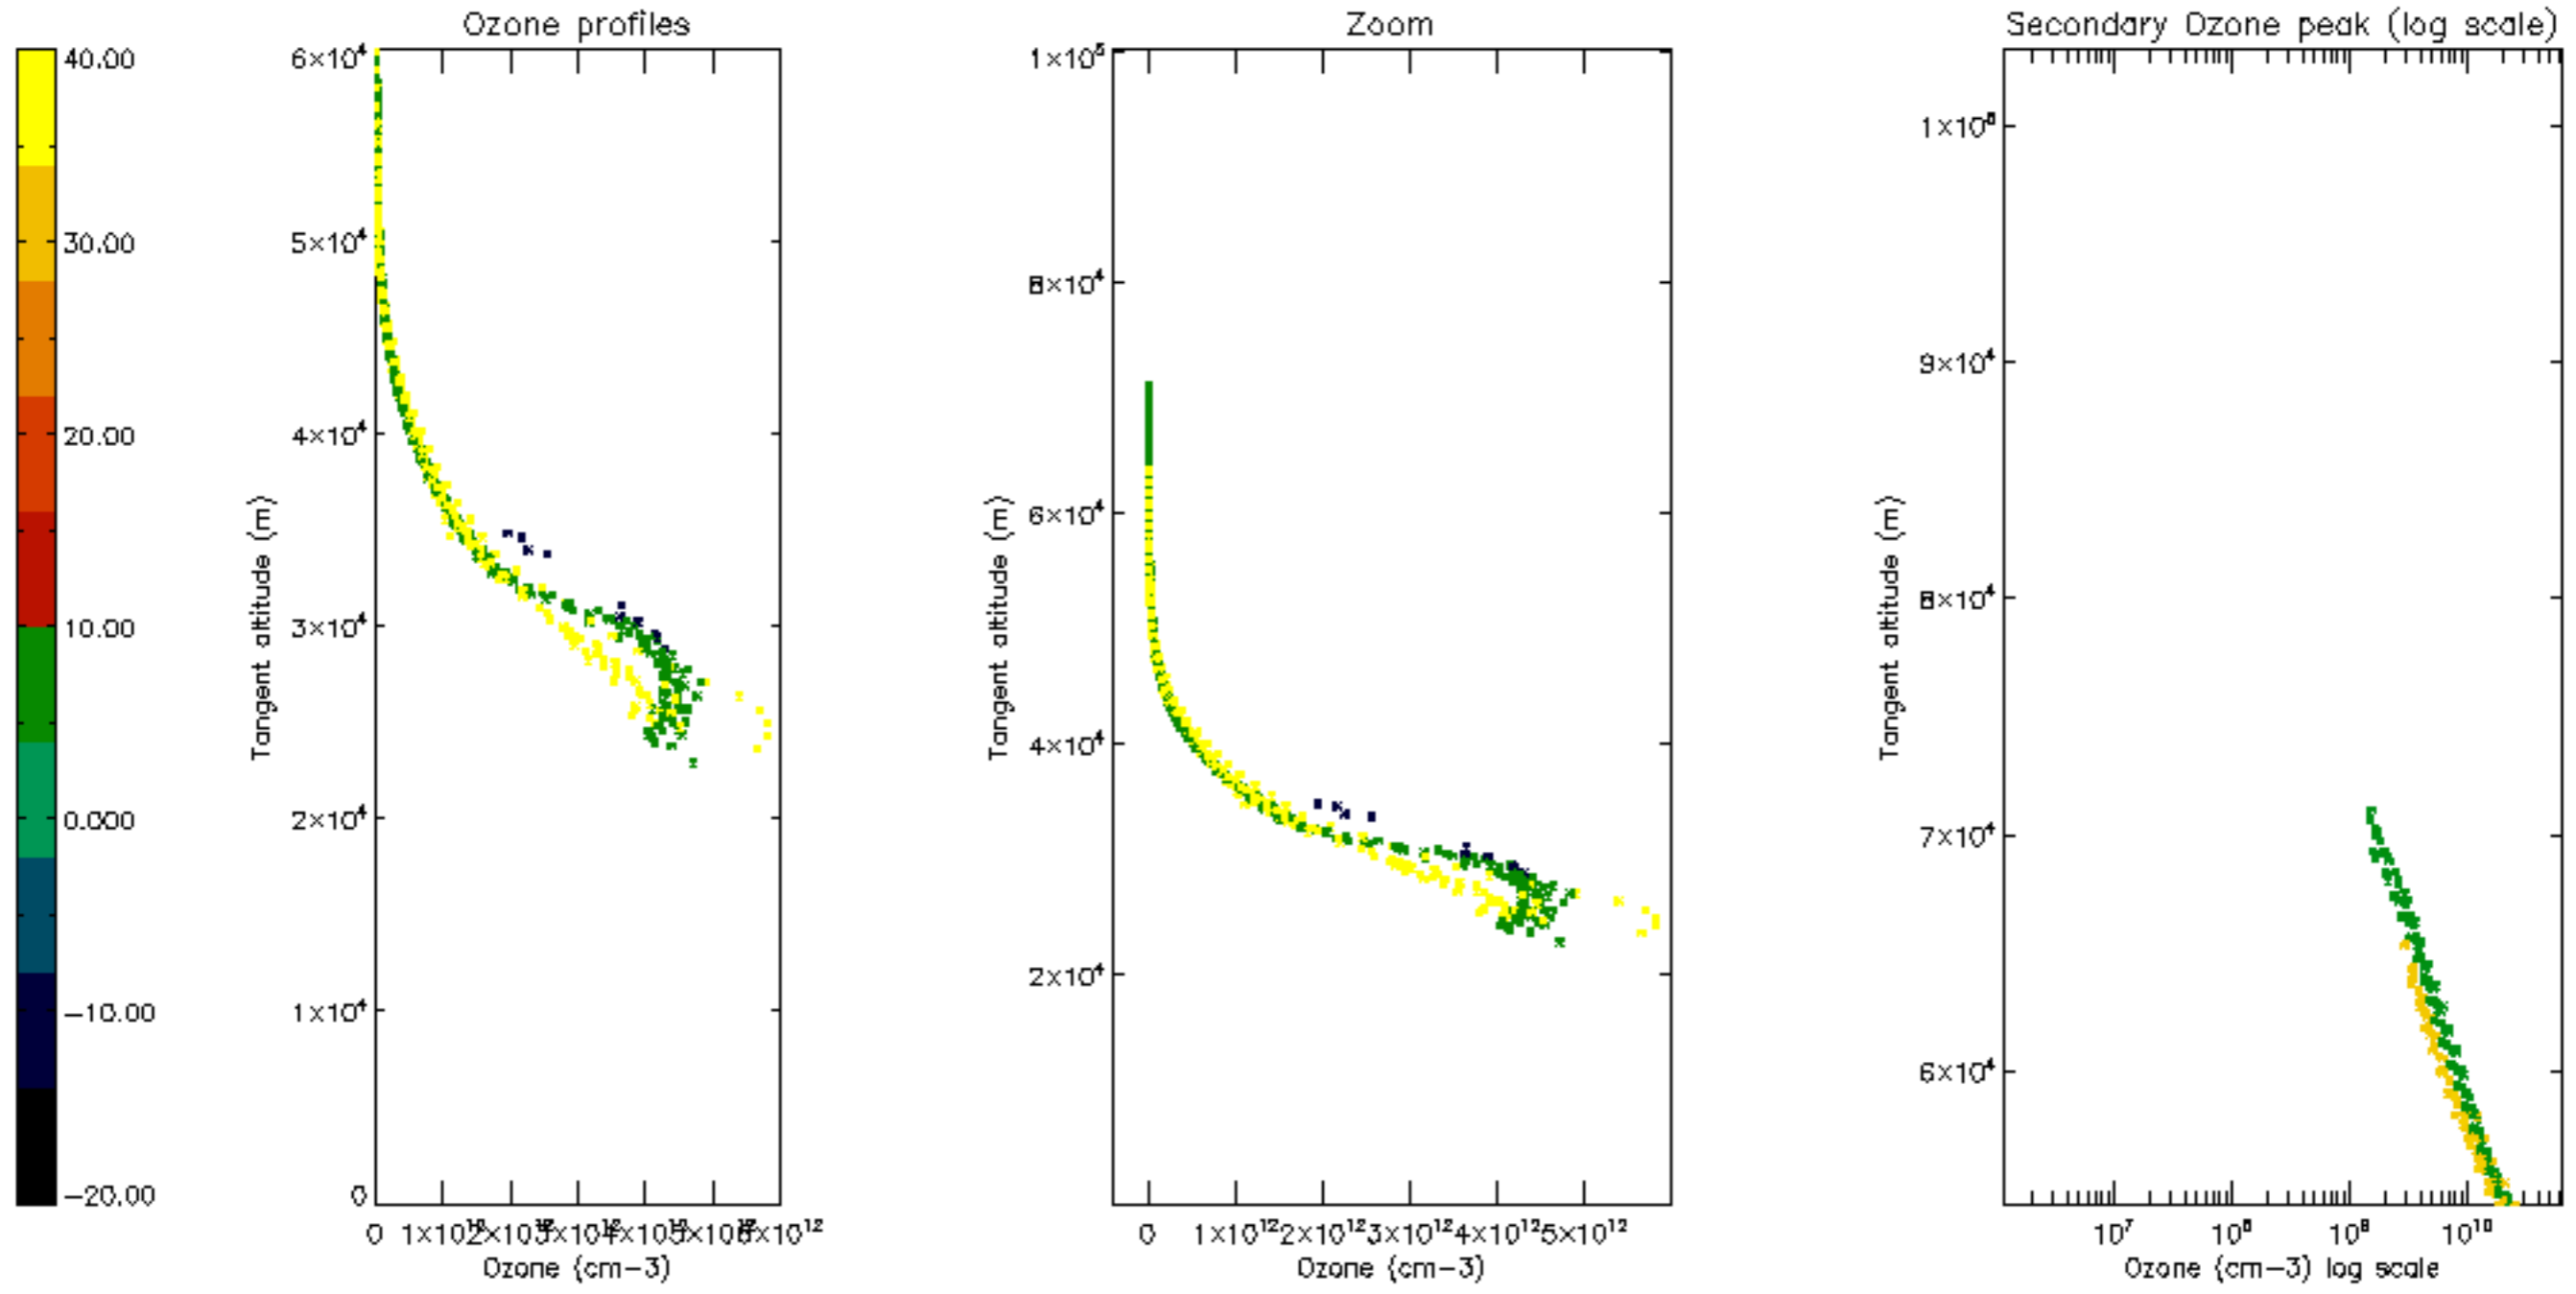 Ozone profiles
Zoom
Secondary Ozone peak (log scale)
40.00
30.00
20.00
10.00
0.000
−10.00
−20.00
6×10⁴
5×10⁴
4×10⁴
3×10⁴
2×10⁴
1×10⁴
0
Tangent altitude (m)
0
Ozone (cm−3)
1×10⁵
8×10⁴
6×10⁴
4×10⁴
2×10⁴
Tangent altitude (m)
0 1×10¹² 2×10¹² 3×10¹² 4×10¹² 5×10¹²
Ozone (cm−3)
9×10⁴
8×10⁴
7×10⁴
6×10⁴
Tangent altitude (m)
10⁷ 10⁸ 10⁹ 10¹⁰
Ozone (cm−3) log scale